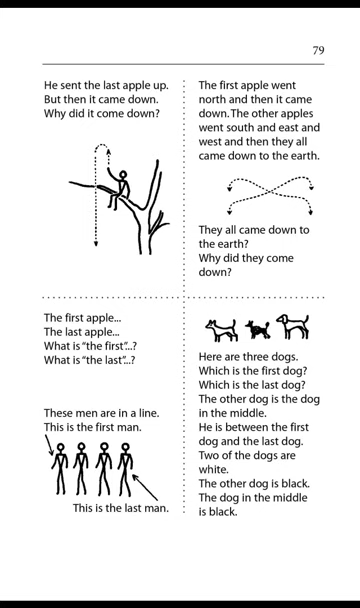 79
He sent the last apple up.
But then it came down.
Why did it come down?
The first apple went
north and then it came
down. The other apples
went south and east and
west and then they all
came down to the earth.
They all came down to
the earth?
Why did they come
down?
The first apple...
The last apple...
What is “the first”...?
What is “the last”...?
These men are in a line.
This is the first man.
This is the last man.
Here are three dogs.
Which is the first dog?
Which is the last dog?
The other dog is the dog
in the middle.
He is between the first
dog and the last dog.
Two of the dogs are
white.
The other dog is black.
The dog in the middle
is black.